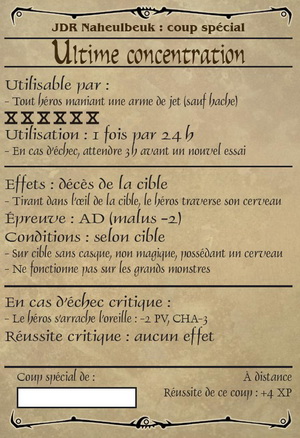 JDR Naheulbeuk : coup spécial
Ultime concentration
Utilisable par :
- Tout héros maniant une arme de jet (sauf hache)
Utilisation : 1 fois par 24 h
- En cas d'échec, attendre 3h avant un nouvel essai
Effets : décès de la cible
- Tirant dans l'œil de la cible, le héros traverse son cerveau
Épreuve : AD (malus -2)
Conditions : selon cible
- Sur cible sans casque, non magique, possédant un cerveau
- Ne fonctionne pas sur les grands monstres
En cas d'échec critique :
- Le héros s'arrache l'oreille : -2 PV, CHA-3
Réussite critique : aucun effet
Coup spécial de :
À distance
Réussite de ce coup : +4 XP